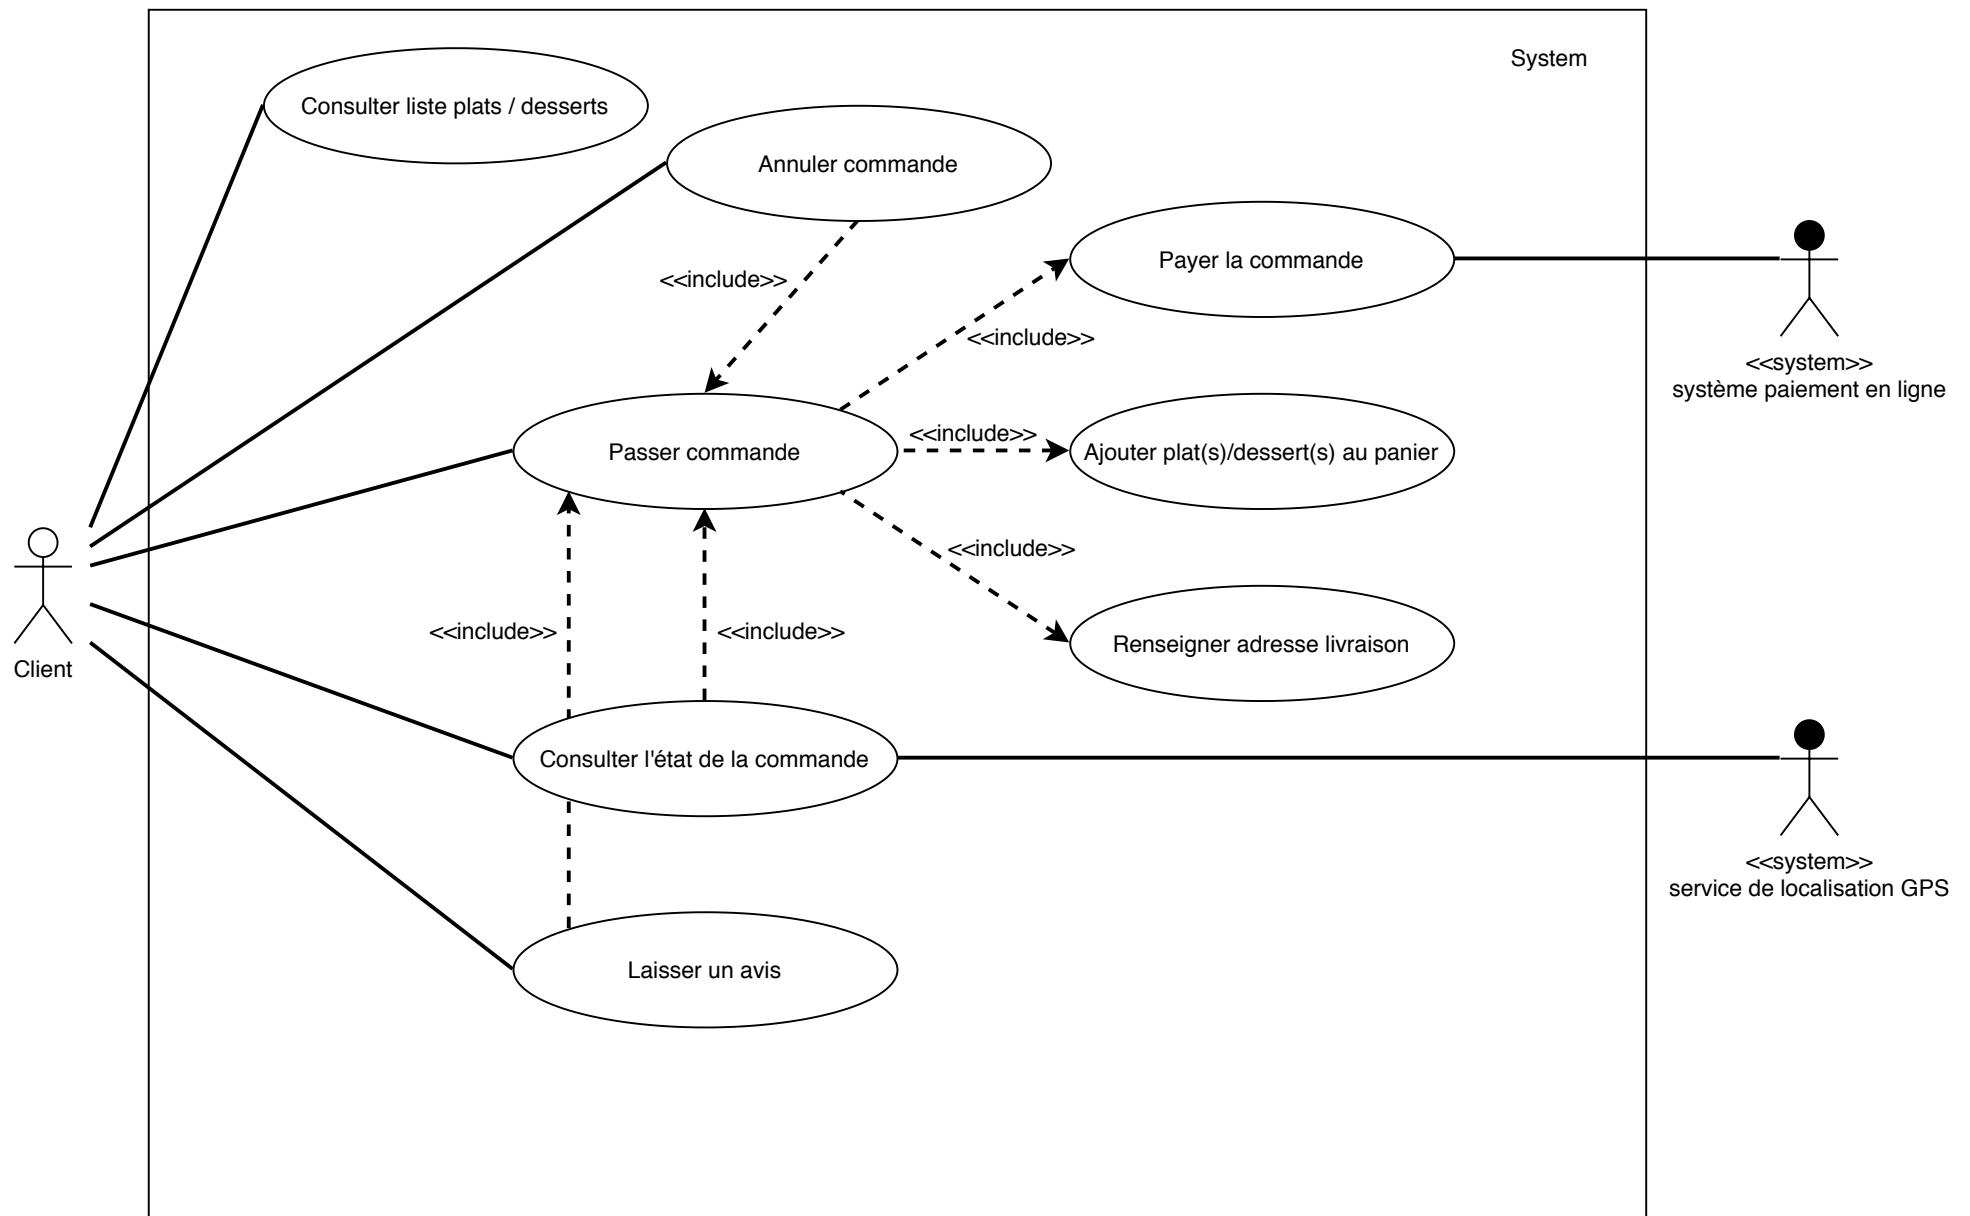 System
Consulter liste plats / desserts
Annuler commande
<<include>>
Payer la commande
<<include>>
<<system>>
système paiement en ligne
Passer commande
<<include>>
Ajouter plat(s)/dessert(s) au panier
<<include>>
Renseigner adresse livraison
Client
<<include>>
<<include>>
Consulter l'état de la commande
<<system>>
service de localisation GPS
Laisser un avis